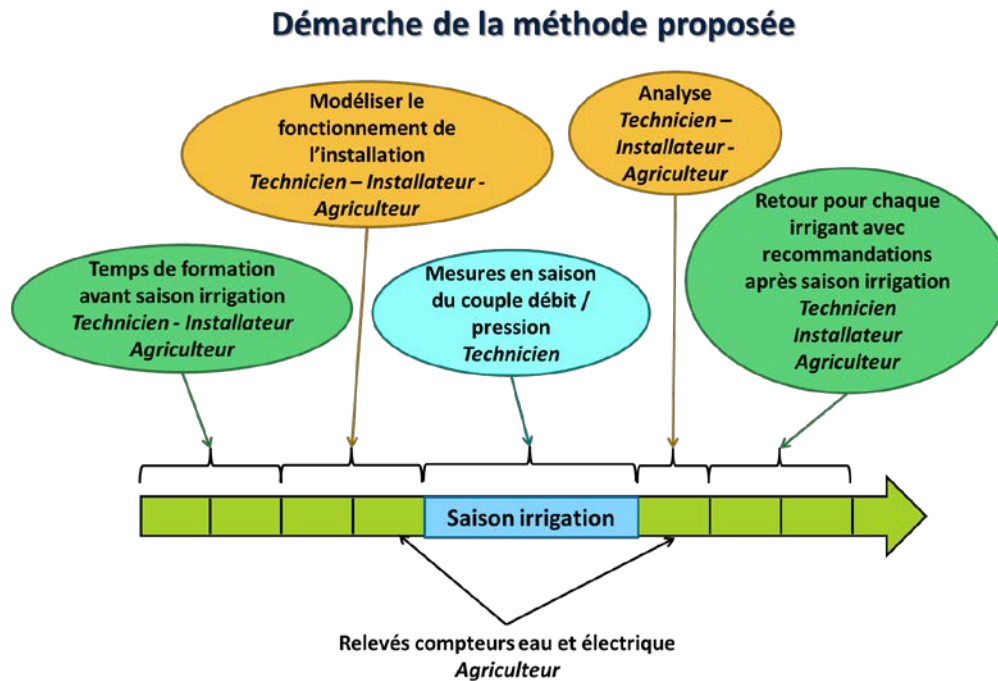 Démarche de la méthode proposée
Modéliser le
fonctionnement de
l'installation
Technicien – Installateur -
Agriculteur
Analyse
Technicien –
Installateur -
Agriculteur
Temps de formation
avant saison irrigation
Technicien - Installateur
Agriculteur
Mesures en saison
du couple débit /
pression
Technicien
Retour pour chaque
irrigant avec
recommandations
après saison irrigation
Technicien
Installateur
Agriculteur
Saison irrigation
Relevés compteurs eau et électrique
Agriculteur